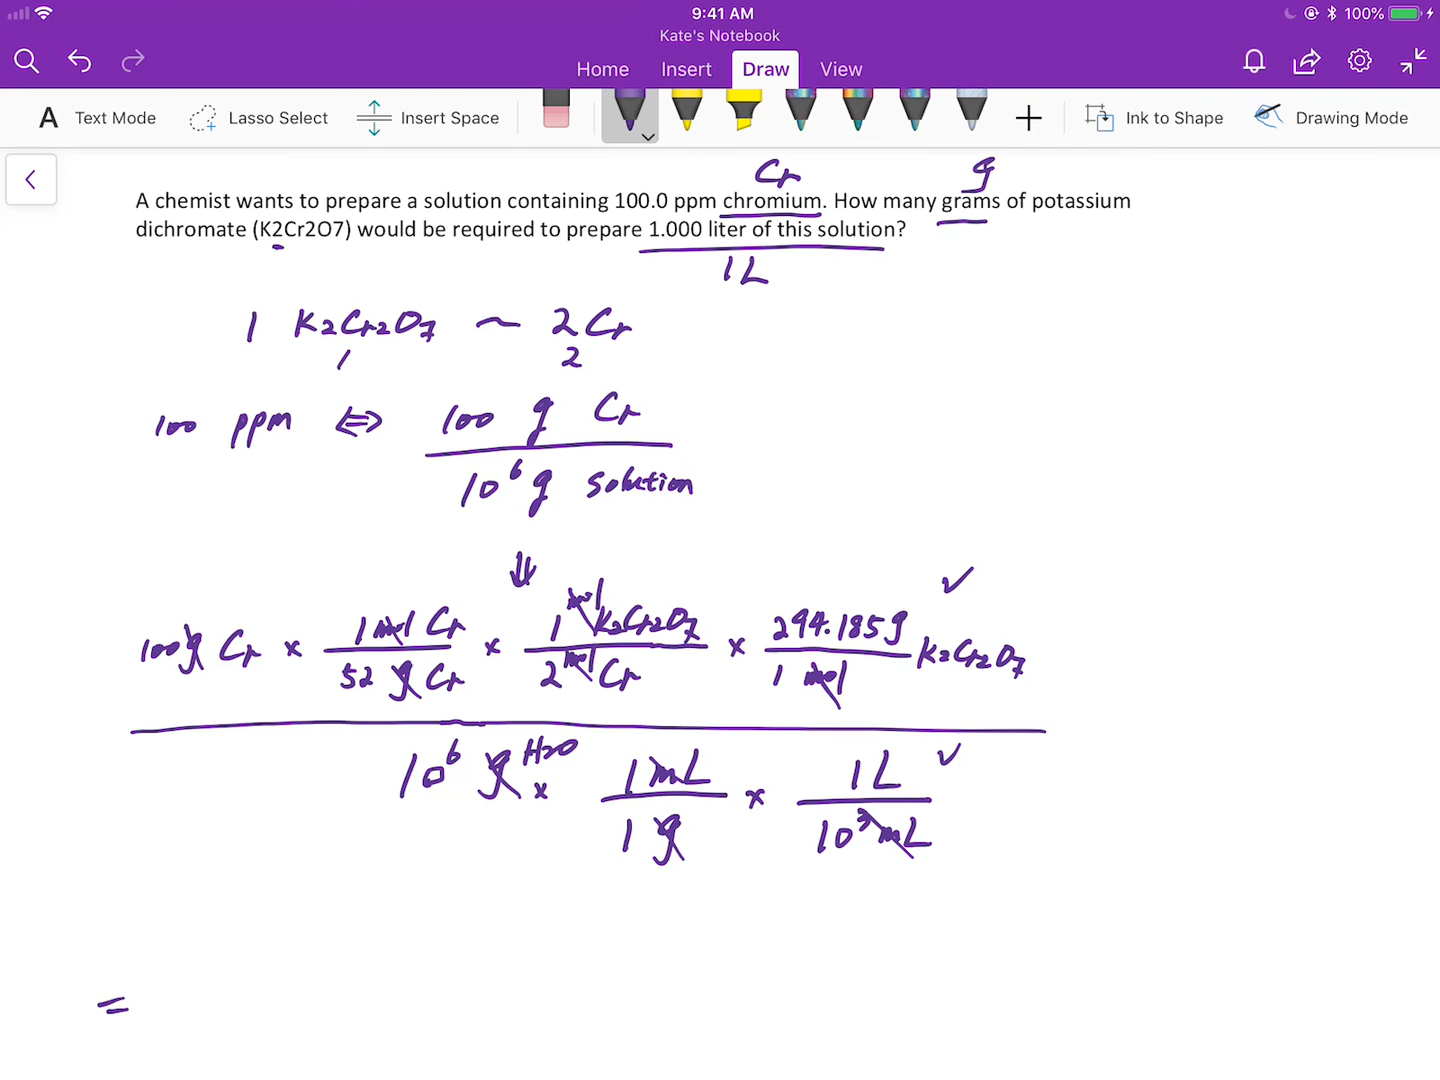 9:41 AM
100%
Kate's Notebook
Home Insert Draw View
A Text Mode Lasso Select Insert Space Ink to Shape Drawing Mode
Cr g
A chemist wants to prepare a solution containing 100.0 ppm chromium. How many grams of potassium
dichromate (K2Cr2O7) would be required to prepare 1.000 liter of this solution?
1L
1 K2Cr2O7 ~ 2Cr
1 2
100 ppm ⇔ 100 g Cr
10⁶ g solution
⇓
100g Cr × 1 mol Cr × 1 mol K2Cr2O7 × 294.185g K2Cr2O7 ✓
52 g Cr 2 mol Cr 1 mol
10⁶ g H2O × 1 mL × 1L ✓
1 g 10³ mL
=